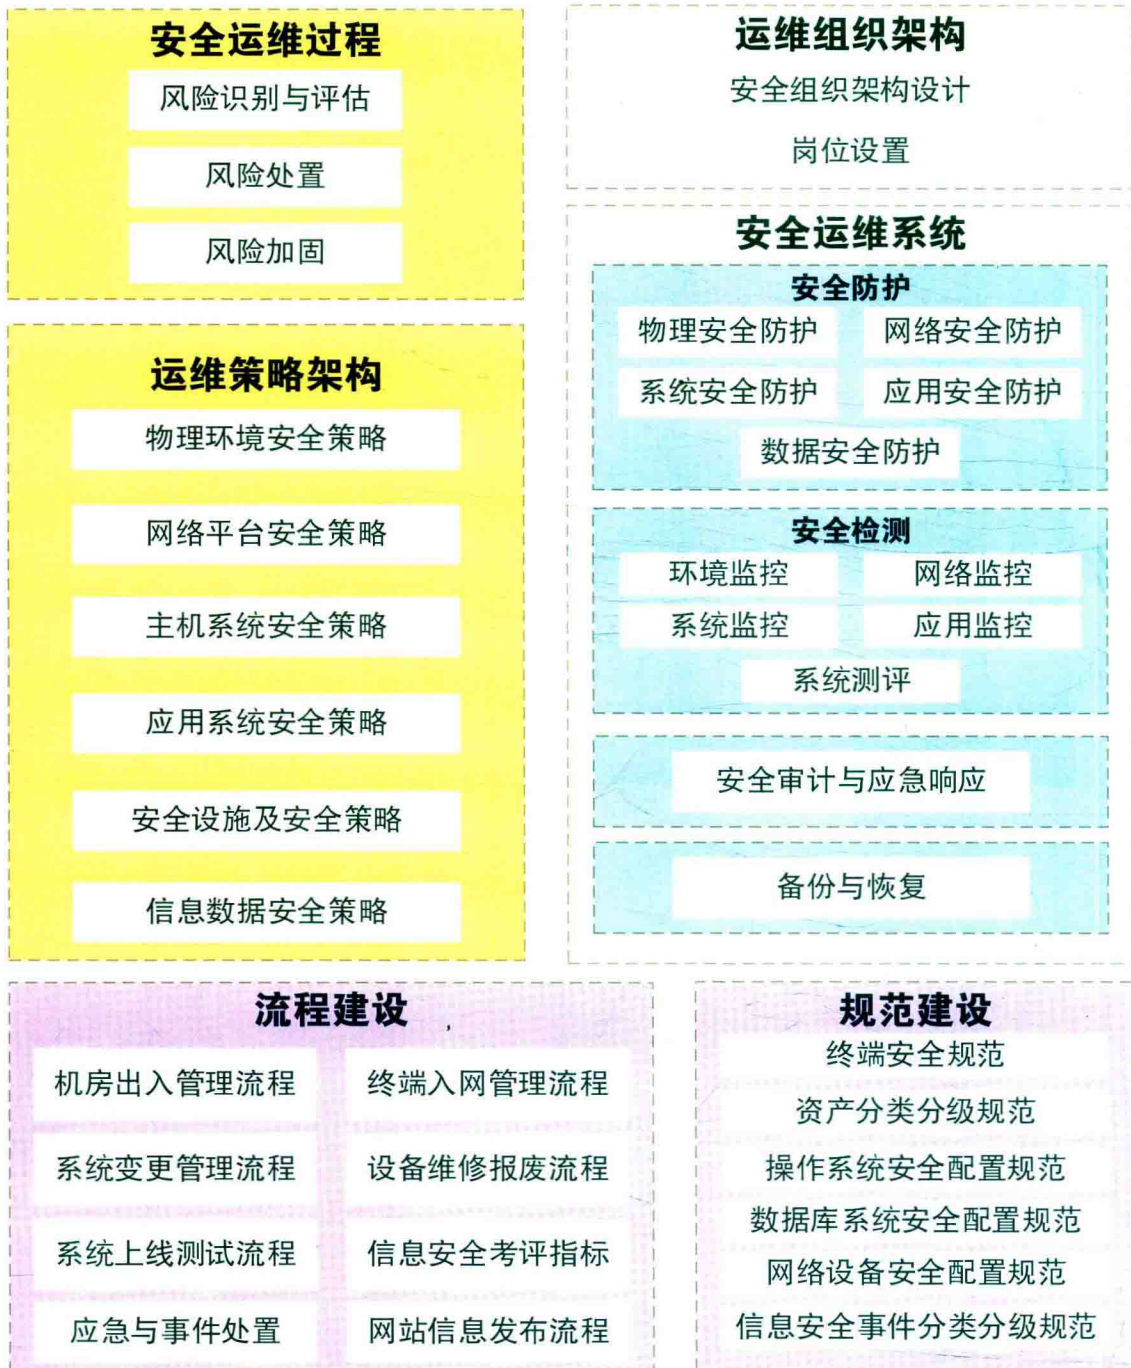 安全运维过程
风险识别与评估
风险处置
风险加固
运维策略架构
物理环境安全策略
网络平台安全策略
主机系统安全策略
应用系统安全策略
安全设施及安全策略
信息数据安全策略
运维组织架构
安全组织架构设计
岗位设置
安全运维系统
安全防护
物理安全防护 网络安全防护
系统安全防护 应用安全防护
数据安全防护
安全检测
环境监控 网络监控
系统监控 应用监控
系统测评
安全审计与应急响应
备份与恢复
流程建设
机房出入管理流程 终端入网管理流程
系统变更管理流程 设备维修报废流程
系统上线测试流程 信息安全考评指标
应急与事件处置 网站信息发布流程
规范建设
终端安全规范
资产分类分级规范
操作系统安全配置规范
数据库系统安全配置规范
网络设备安全配置规范
信息安全事件分类分级规范